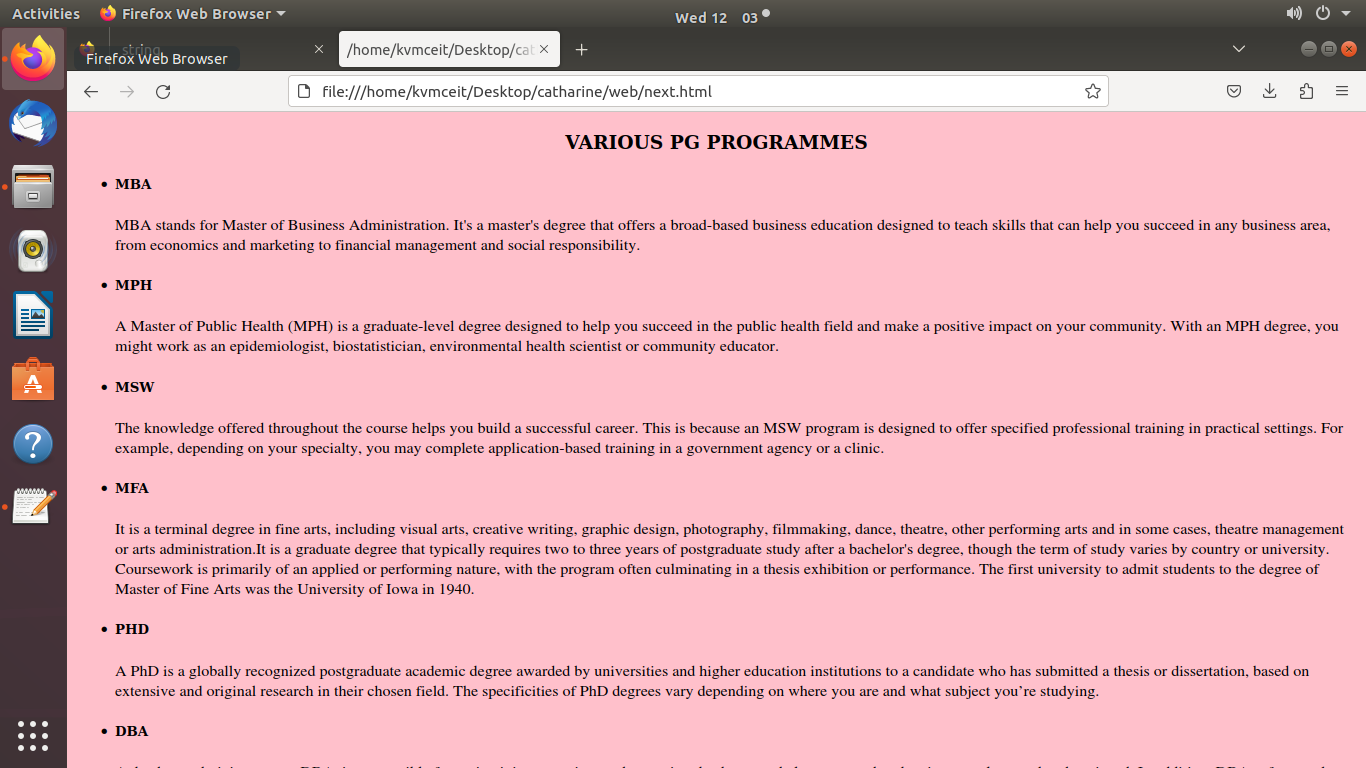 Activities
Firefox Web Browser
Wed 12 03
string
/home/kvmceit/Desktop/cat
Firefox Web Browser
file:///home/kvmceit/Desktop/catharine/web/next.html
VARIOUS PG PROGRAMMES
• MBA
MBA stands for Master of Business Administration. It's a master's degree that offers a broad-based business education designed to teach skills that can help you succeed in any business area,
from economics and marketing to financial management and social responsibility.
• MPH
A Master of Public Health (MPH) is a graduate-level degree designed to help you succeed in the public health field and make a positive impact on your community. With an MPH degree, you
might work as an epidemiologist, biostatistician, environmental health scientist or community educator.
• MSW
The knowledge offered throughout the course helps you build a successful career. This is because an MSW program is designed to offer specified professional training in practical settings. For
example, depending on your specialty, you may complete application-based training in a government agency or a clinic.
• MFA
It is a terminal degree in fine arts, including visual arts, creative writing, graphic design, photography, filmmaking, dance, theatre, other performing arts and in some cases, theatre management
or arts administration.It is a graduate degree that typically requires two to three years of postgraduate study after a bachelor's degree, though the term of study varies by country or university.
Coursework is primarily of an applied or performing nature, with the program often culminating in a thesis exhibition or performance. The first university to admit students to the degree of
Master of Fine Arts was the University of Iowa in 1940.
• PHD
A PhD is a globally recognized postgraduate academic degree awarded by universities and higher education institutions to a candidate who has submitted a thesis or dissertation, based on
extensive and original research in their chosen field. The specificities of PhD degrees vary depending on where you are and what subject you’re studying.
• DBA